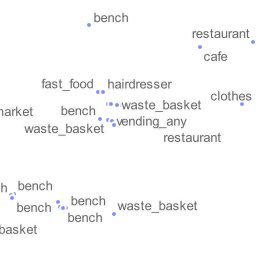 bench
restaurant
cafe
fast_food
hairdresser
clothes
waste_basket
arket
bench
vending_any
waste_basket
restaurant
h
bench
bench
bench
waste_basket
bench
basket